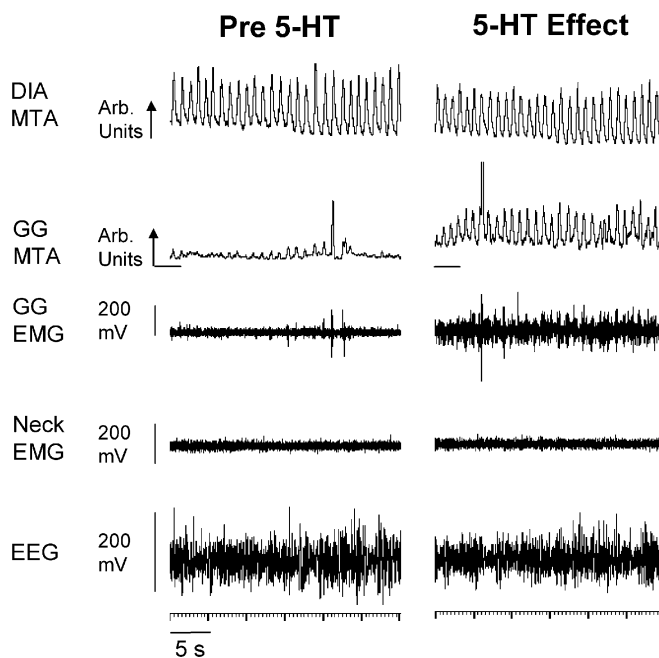 Pre 5-HT
5-HT Effect
DIA
MTA
Arb.
Units
GG
MTA
Arb.
Units
GG
EMG
200
mV
Neck
EMG
200
mV
EEG
200
mV
5 s